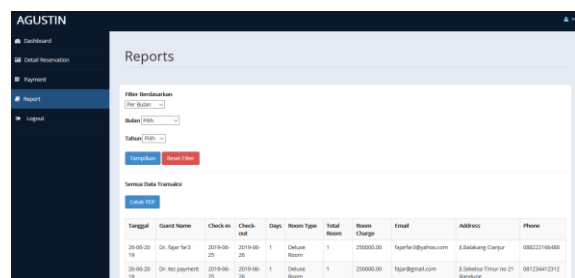 AGUSTIN
Dashboard
Detail Reservation
Payment
Report
Logout
Reports
Filter Berdasarkan
Per Bulan
Bulan Pilih
Tahun Pilih
Tampilkan Reset Filter
Semua Data Transaksi
Cetak PDF
Tanggal Guest Name Check-in Check-out Days Room Type Total Room Room Charge Email Address Phone
26-06-2019 Dr. fajar far3 2019-06-25 2019-06-26 1 Deluxe Room 1 250000.00 fajarfar3@yahoo.com Jl.Balakang Cianjur 088222166488
26-06-2019 Dr. tes payment 2019-06-25 2019-06-26 1 Deluxe Room 1 250000.00 fajar@gmail.com Jl.Sekeloa Timur no 21 Bandung 081234412312